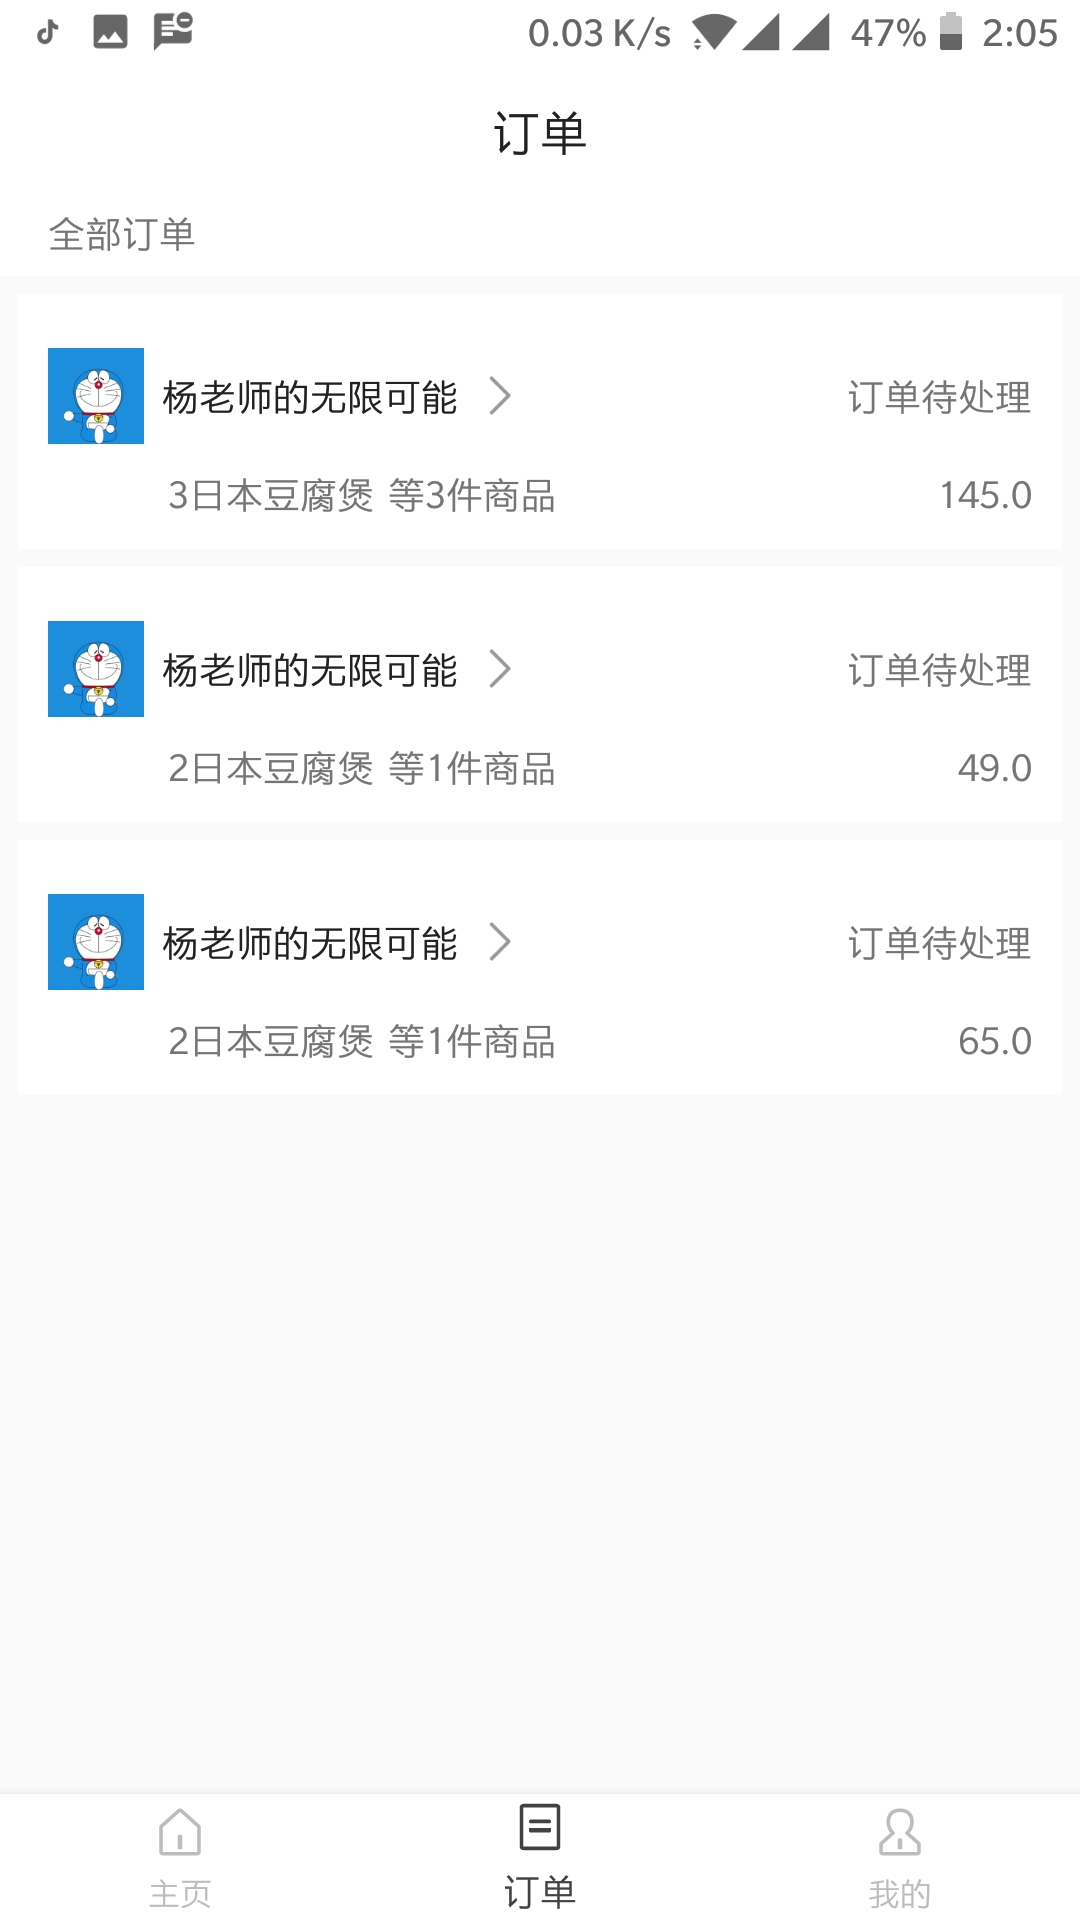 0.03 K/s 47% 2:05
订单
全部订单
杨老师的无限可能 订单待处理
3日本豆腐煲 等3件商品 145.0
杨老师的无限可能 订单待处理
2日本豆腐煲 等1件商品 49.0
杨老师的无限可能 订单待处理
2日本豆腐煲 等1件商品 65.0
主页 订单 我的